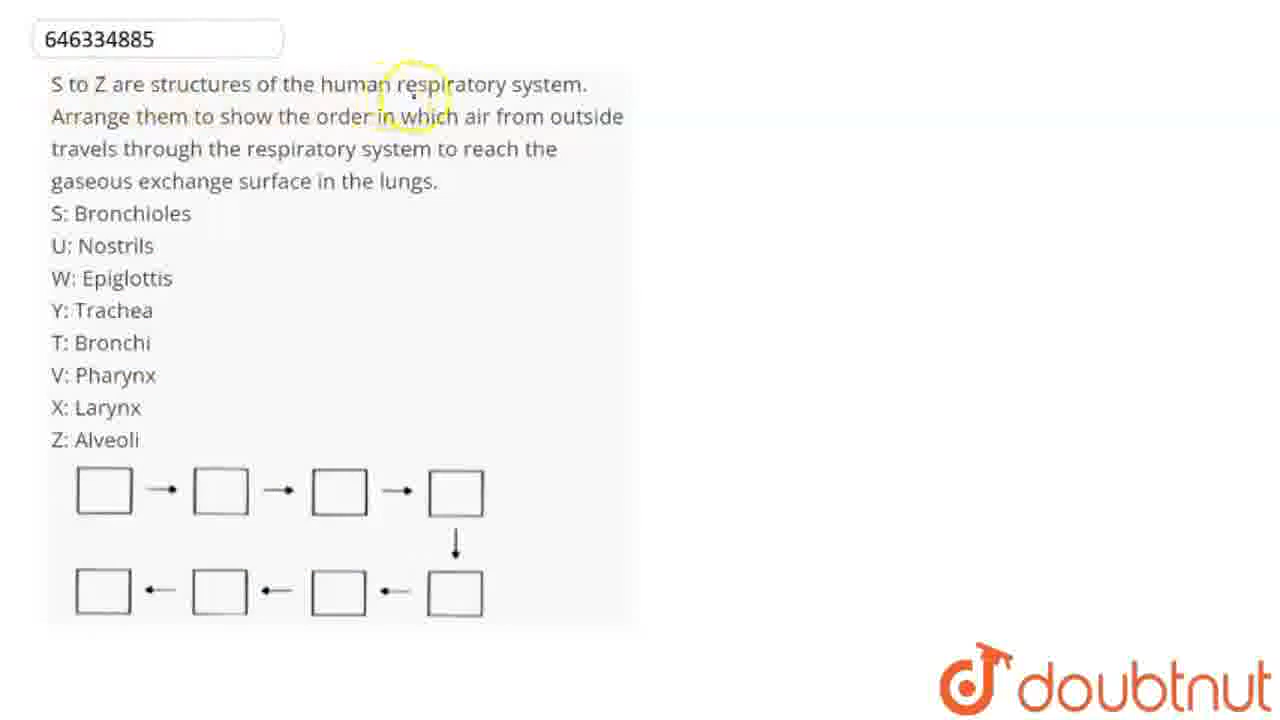 646334885
S to Z are structures of the human respiratory system.
Arrange them to show the order in which air from outside
travels through the respiratory system to reach the
gaseous exchange surface in the lungs.
S: Bronchioles
U: Nostrils
W: Epiglottis
Y: Trachea
T: Bronchi
V: Pharynx
X: Larynx
Z: Alveoli
doubtnut